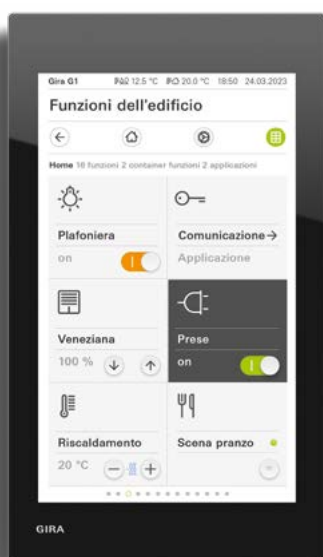 Gira G1 12.5 °C 20.0 °C 18:50 24.03.2023
Funzioni dell'edificio
Home 16 funzioni 2 container funzioni 2 applicazioni
Plafoniera
on
Comunicazione →
Applicazione
Veneziana
100 %
Prese
on
Riscaldamento
20 °C
Scena pranzo
GIRA